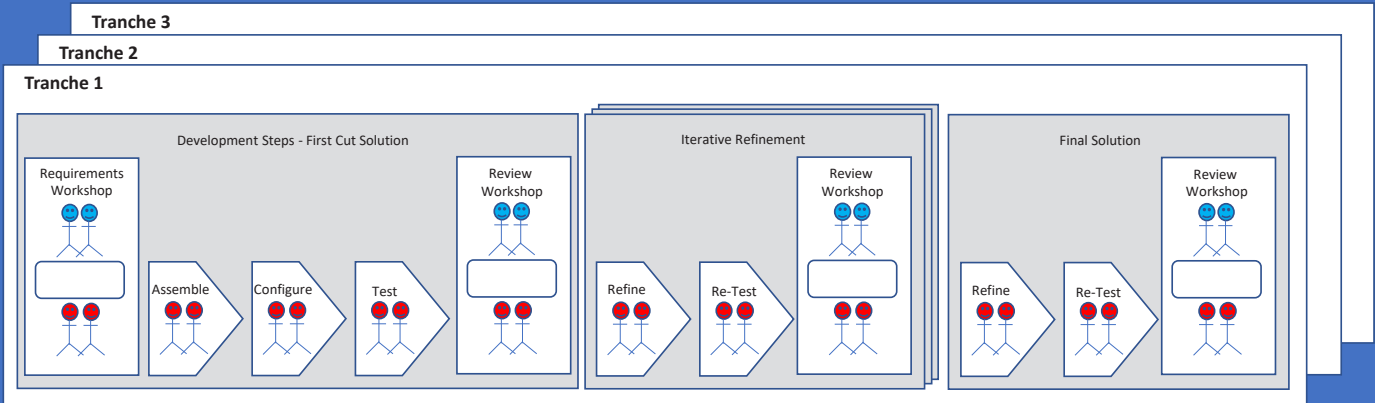 Tranche 3
Tranche 2
Tranche 1
Development Steps - First Cut Solution
Requirements
Workshop
Assemble
Configure
Test
Review
Workshop
Iterative Refinement
Refine
Re-Test
Review
Workshop
Final Solution
Refine
Re-Test
Review
Workshop